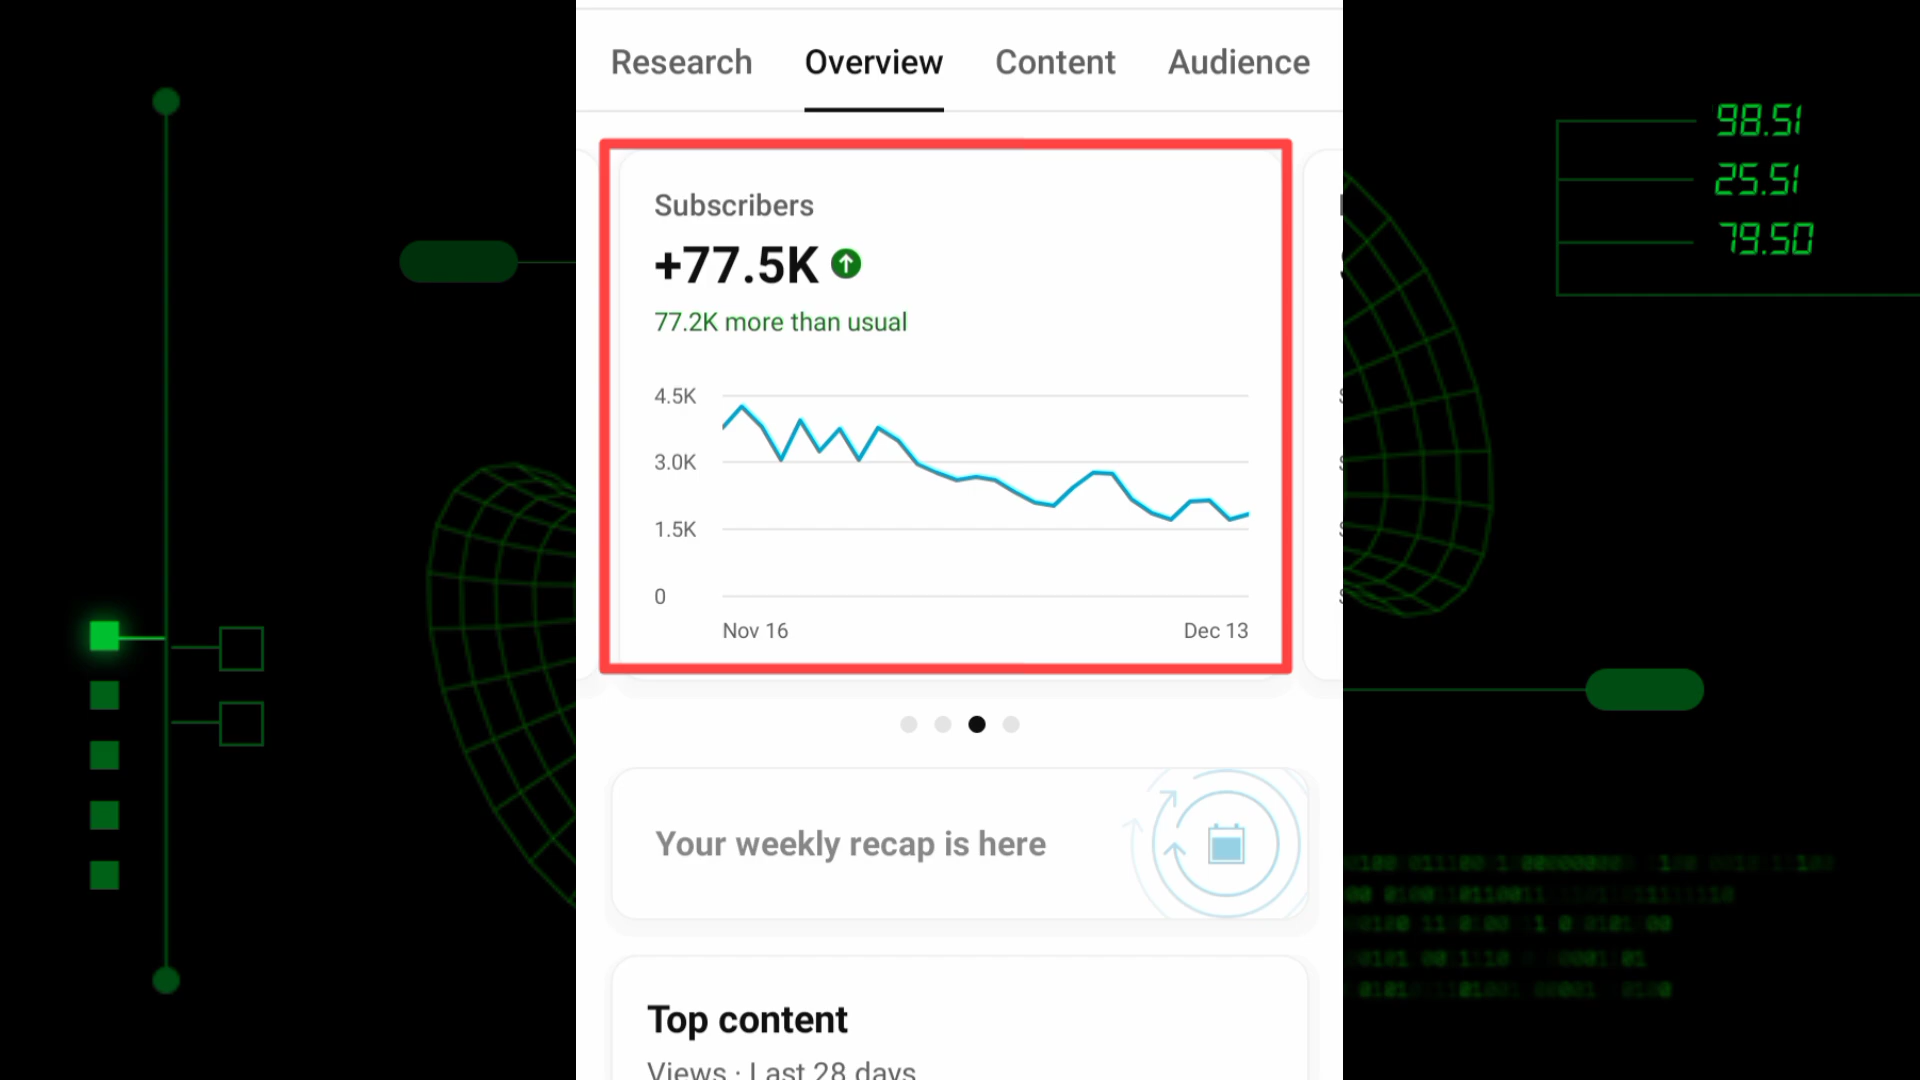 Research Overview Content Audience
Subscribers
+77.5K
77.2K more than usual
4.5K
3.0K
1.5K
0
Nov 16 Dec 13
Your weekly recap is here
Top content
Views · Last 28 days
98.51
25.51
79.50